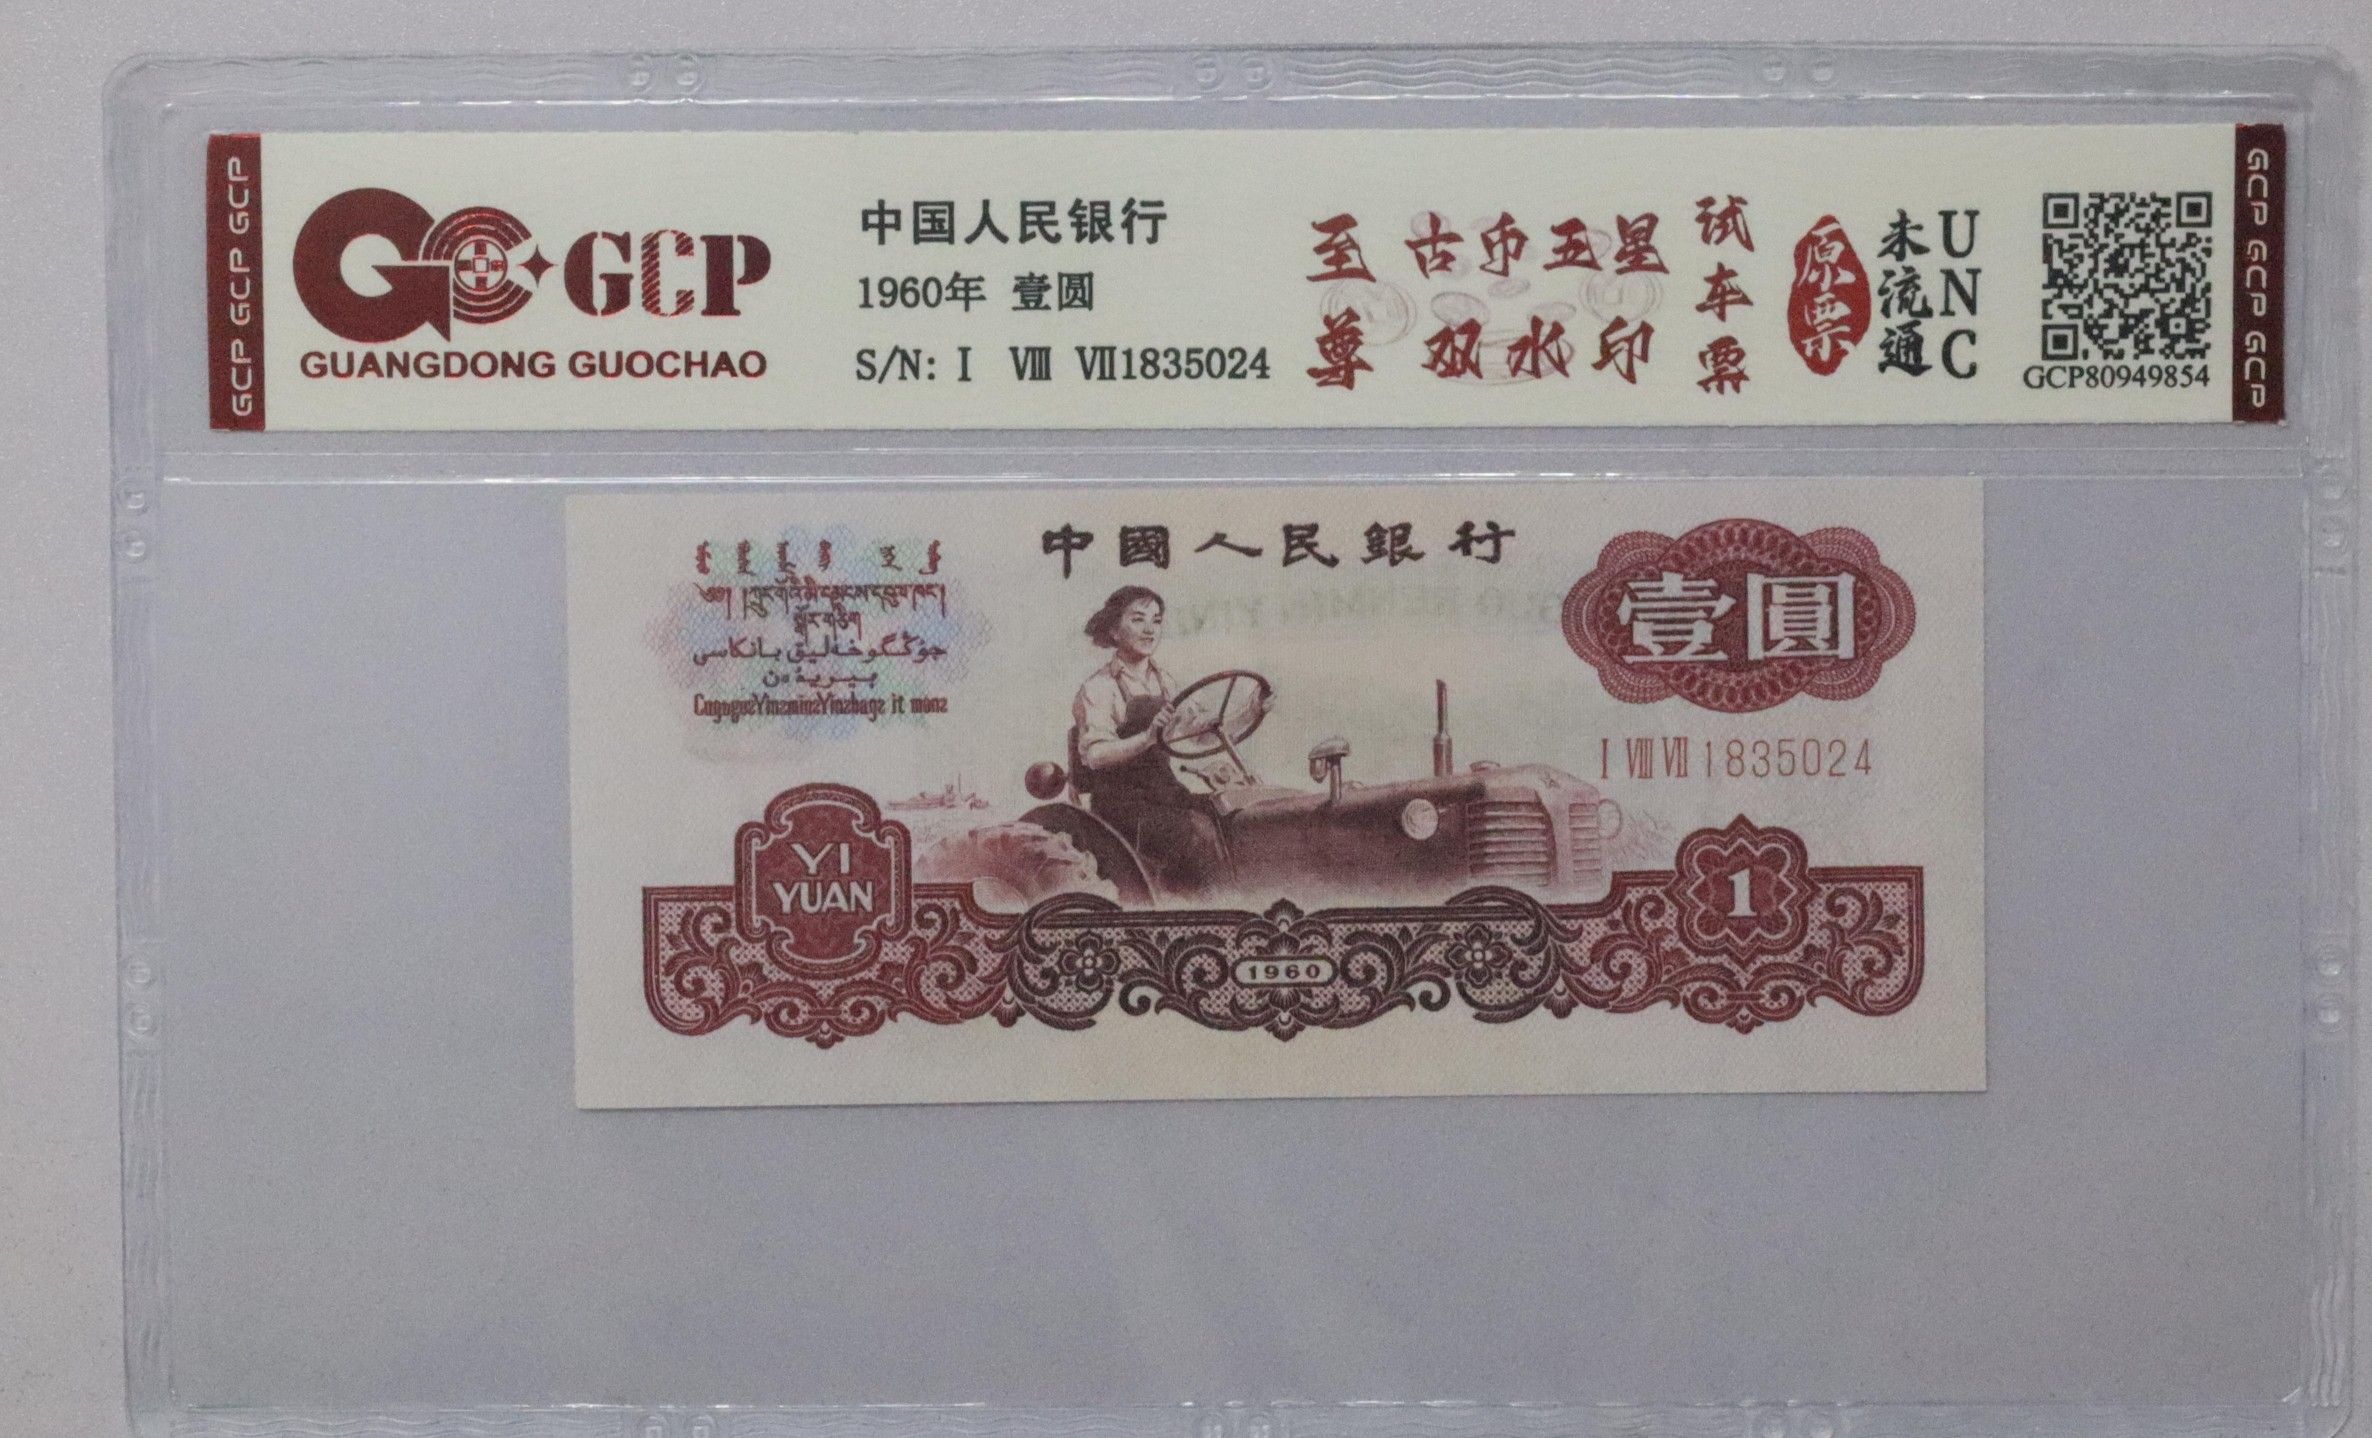 GCP GCP GCP
GCP
GUANGDONG GUOCHAO
中国人民银行
1960年 壹圆
S/N: I VIII VII1835024
至尊
古币五星
双水印
试车票
原票
未流通
UNC
GCP80949854
GCP GCP GCP
中國人民銀行
壹圓
I VIII VII 1835024
YI
YUAN
1
1960